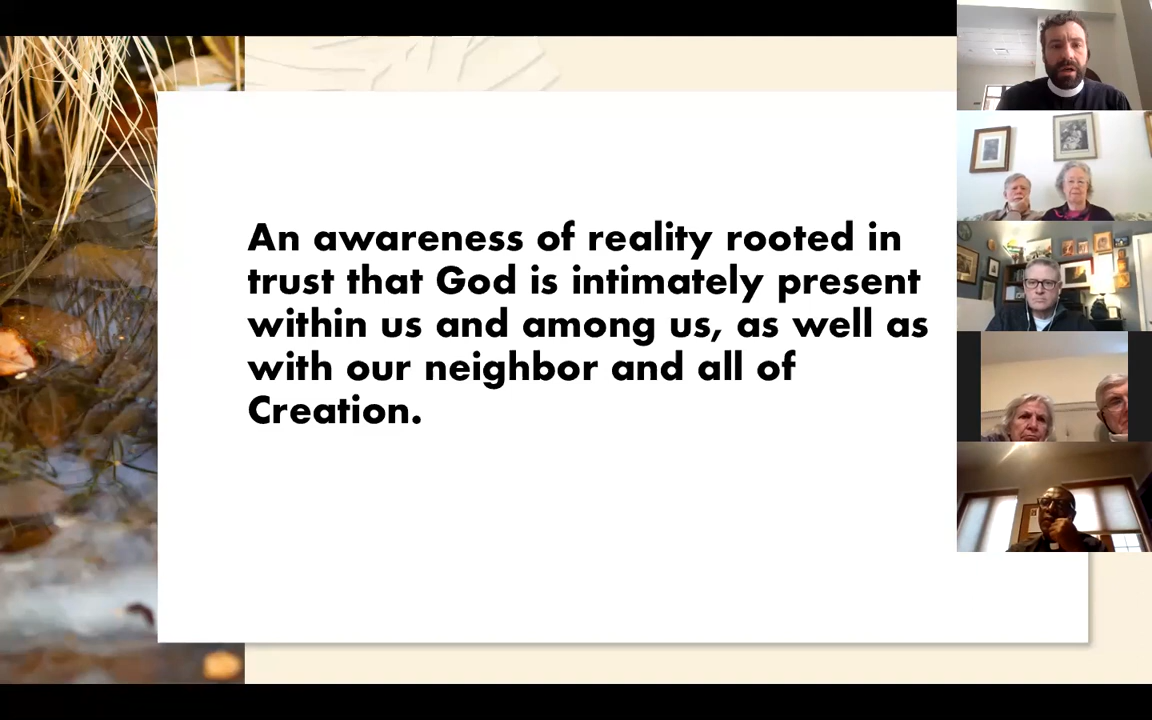 An awareness of reality rooted in
trust that God is intimately present
within us and among us, as well as
with our neighbor and all of
Creation.